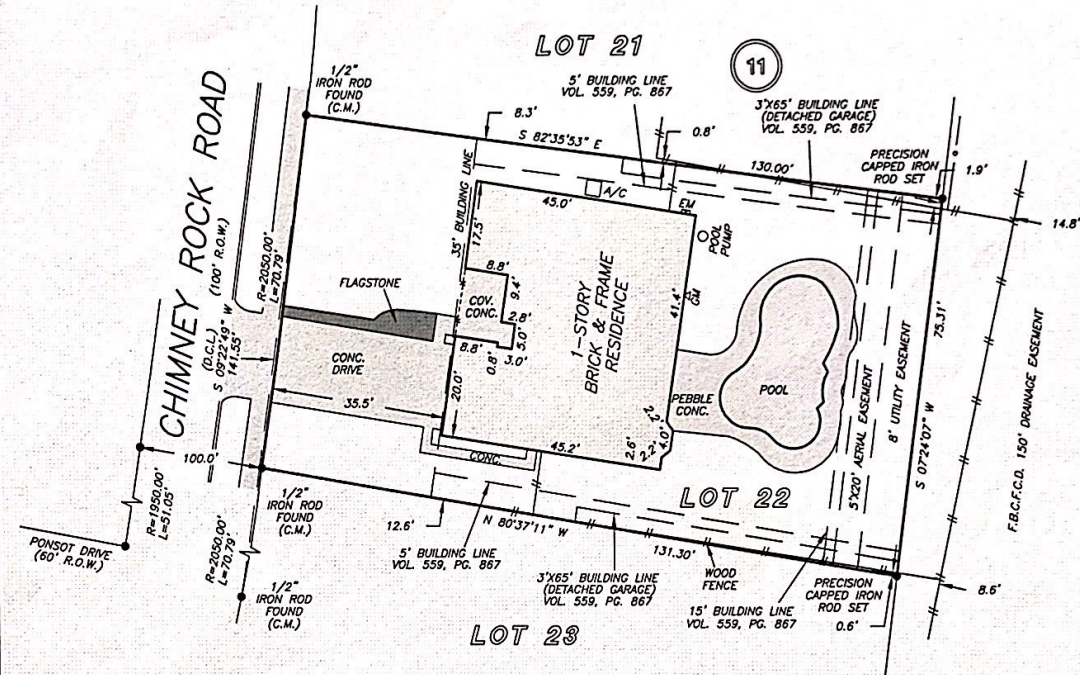 LOT 21
11
1/2"
IRON ROD
FOUND
(C.M.)
8.3'
S 82°35'53" E
5' BUILDING LINE
VOL. 559, PG. 867
0.8'
3'X65' BUILDING LINE
(DETACHED GARAGE)
VOL. 559, PG. 867
130.00'
PRECISION
CAPPED IRON
ROD SET
1.9'
14.8'
CHIMNEY ROCK ROAD
(100' R.O.W.)
R=2050.00'
L=70.79'
(D.C.L.)
S 09°22'49" W
141.55'
35' BUILDING LINE
17.5'
45.0'
A/C
EM
POOL
PUMP
8.8'
9.4'
COV.
CONC.
2.8'
5.0'
3.0'
0.8'
8.8'
20.0'
FLAGSTONE
CONC.
DRIVE
35.5'
1-STORY
BRICK & FRAME
RESIDENCE
41.4'
GM
PEBBLE
CONC.
POOL
5'X20' AERIAL EASEMENT
8' UTILITY EASEMENT
S 07°24'07" W
75.31'
F.B.C.F.C.D. 150' DRAINAGE EASEMENT
2.2'
4.0'
2.2'
2.6'
45.2'
CONC.
LOT 22
100.0'
1/2"
IRON ROD
FOUND
(C.M.)
R=1950.00'
L=51.05'
PONSOT DRIVE
(60' R.O.W.)
R=2050.00'
L=70.79'
1/2"
IRON ROD
FOUND
(C.M.)
12.6'
N 80°37'11" W
131.30'
5' BUILDING LINE
VOL. 559, PG. 867
3'X65' BUILDING LINE
(DETACHED GARAGE)
VOL. 559, PG. 867
WOOD
FENCE
15' BUILDING LINE
VOL. 559, PG. 867
PRECISION
CAPPED IRON
ROD SET
0.6'
8.6'
LOT 23